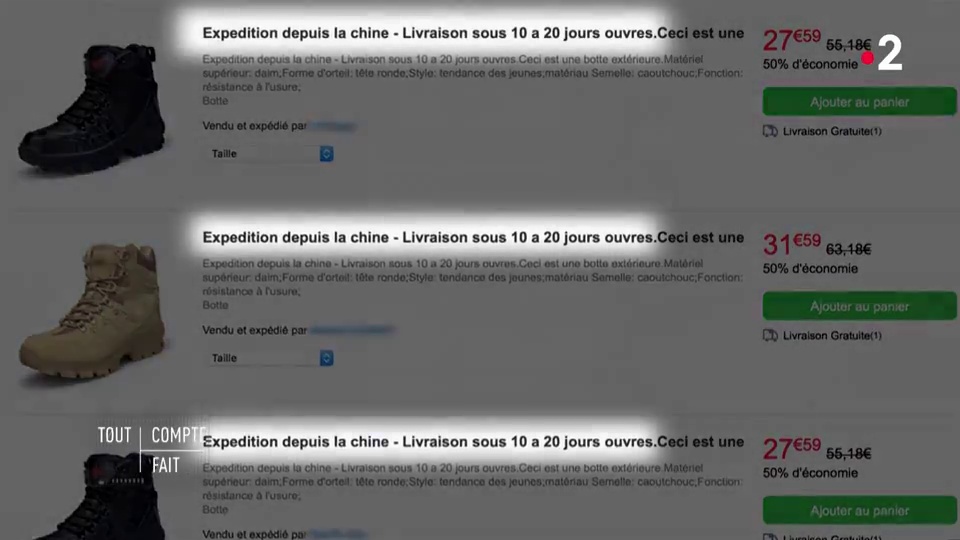 Expedition depuis la chine - Livraison sous 10 a 20 jours ouvres.Ceci est une
Expedition depuis la chine - Livraison sous 10 a 20 jours ouvres.Ceci est une botte extérieure.Matériel
supérieur: daim;Forme d'orteil: tête ronde;Style: tendance des jeunes;matériau Semelle: caoutchouc;Fonction:
résistance à l'usure;
Botte
Vendu et expédié par
Taille
27€59 55,18€
50% d'économie
2
Ajouter au panier
Livraison Gratuite(1)
Expedition depuis la chine - Livraison sous 10 a 20 jours ouvres.Ceci est une
Expedition depuis la chine - Livraison sous 10 a 20 jours ouvres.Ceci est une botte extérieure.Matériel
supérieur: daim;Forme d'orteil: tête ronde;Style: tendance des jeunes;matériau Semelle: caoutchouc;Fonction:
résistance à l'usure;
Botte
Vendu et expédié par
Taille
31€59 63,18€
50% d'économie
Ajouter au panier
Livraison Gratuite(1)
TOUT COMPTE
FAIT
Expedition depuis la chine - Livraison sous 10 a 20 jours ouvres.Ceci est une
Expedition depuis la chine - Livraison sous 10 a 20 jours ouvres.Ceci est une botte extérieure.Matériel
supérieur: daim;Forme d'orteil: tête ronde;Style: tendance des jeunes;matériau Semelle: caoutchouc;Fonction:
résistance à l'usure;
Botte
Vendu et expédié par
27€59 55,18€
50% d'économie
Ajouter au panier
Livraison Gratuite(1)